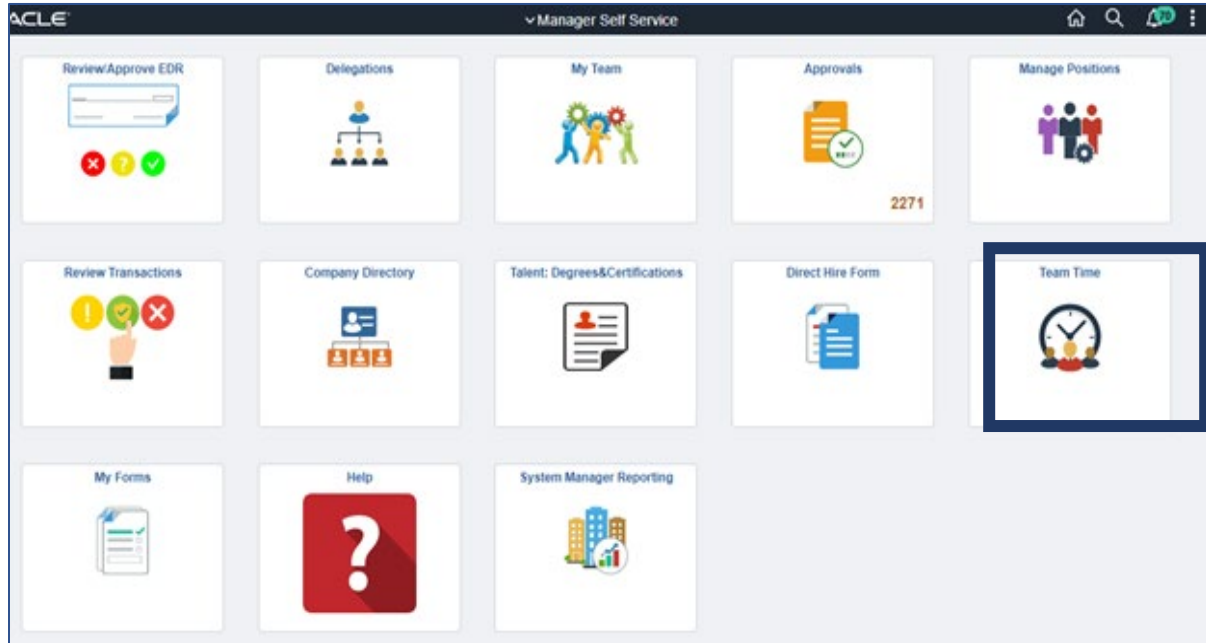 ACLE
Manager Self Service
Review/Approve EDR
Delegations
My Team
Approvals
Manage Positions
2271
Review Transactions
Company Directory
Talent: Degrees&Certifications
Direct Hire Form
Team Time
My Forms
Help
System Manager Reporting